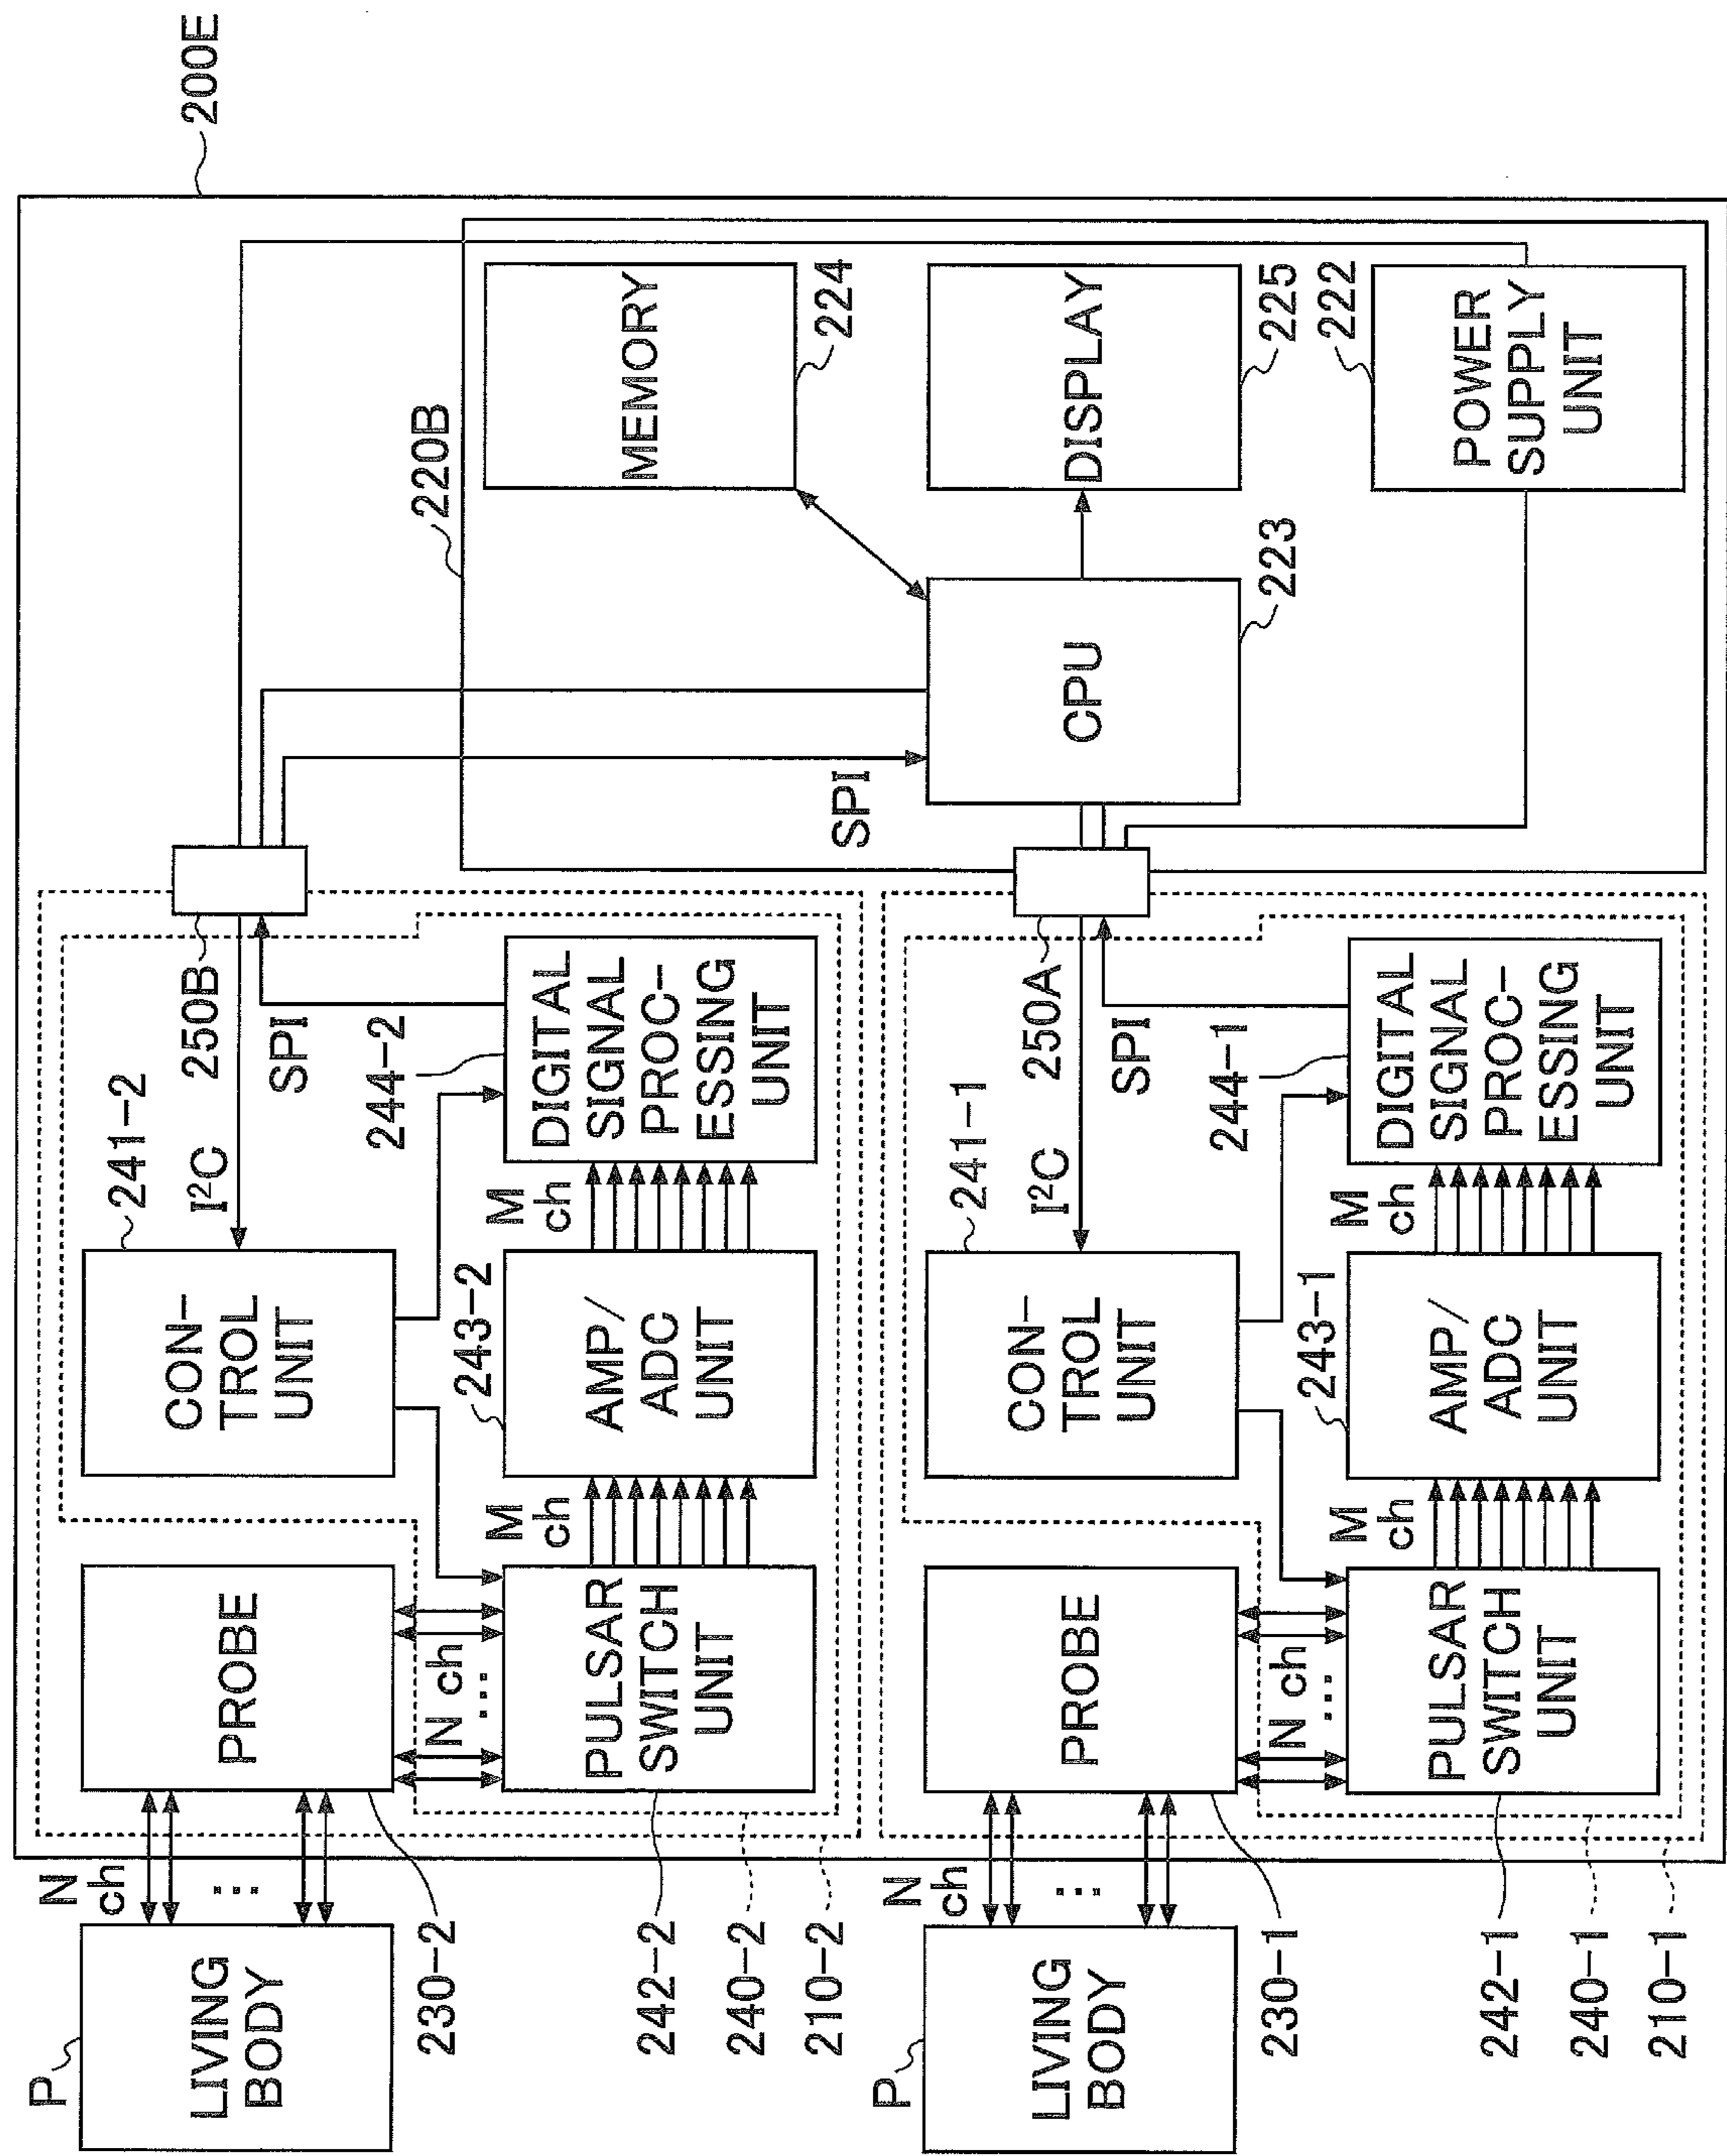 200E
P
LIVING
BODY
N
ch
...
230-2
PROBE
N ch
...
242-2
PULSAR
SWITCH
UNIT
240-2
210-2
M
ch
241-2
CON-
TROL
UNIT
243-2
AMP/
ADC
UNIT
M
ch
I²C
250B
SPI
244-2
DIGITAL
SIGNAL
PROC-
ESSING
UNIT
220B
MEMORY
224
SPI
CPU
223
DISPLAY
225
222
POWER
SUPPLY
UNIT
P
LIVING
BODY
N
ch
...
230-1
PROBE
N ch
...
242-1
PULSAR
SWITCH
UNIT
240-1
210-1
M
ch
241-1
CON-
TROL
UNIT
243-1
AMP/
ADC
UNIT
M
ch
I²C
250A
SPI
244-1
DIGITAL
SIGNAL
PROC-
ESSING
UNIT